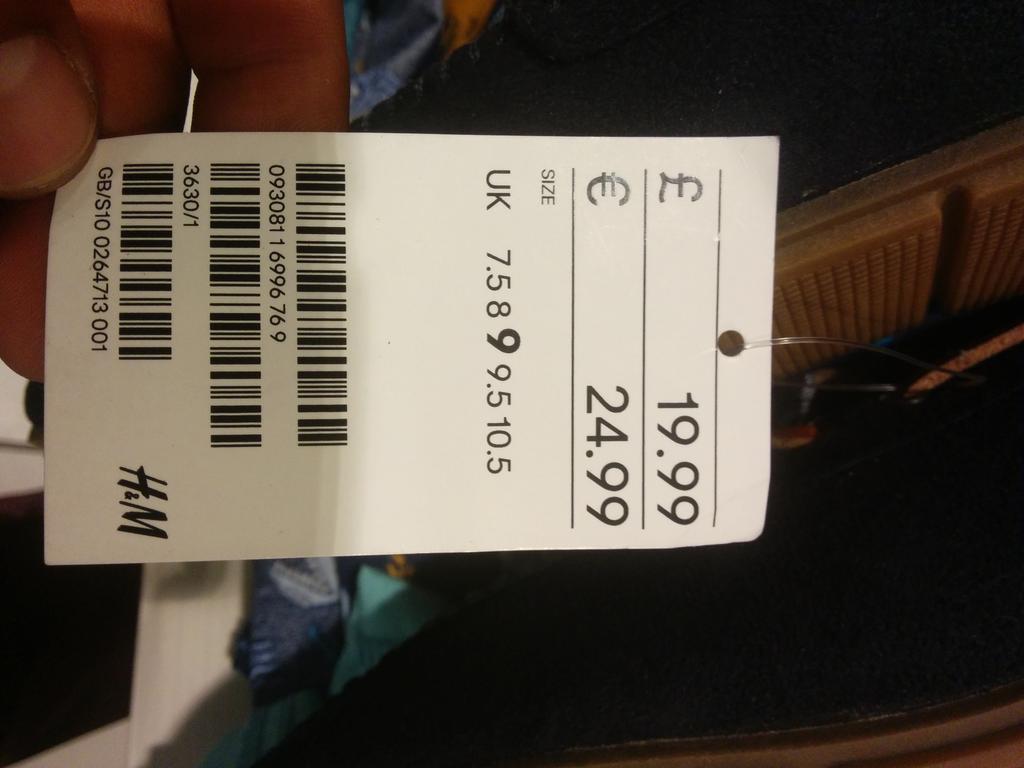 £ 19.99
€ 24.99
SIZE
UK 7.5 8 9 9.5 10.5
0930811 6996 76 9
3630/1
GB/S10 0264713 001
H&M